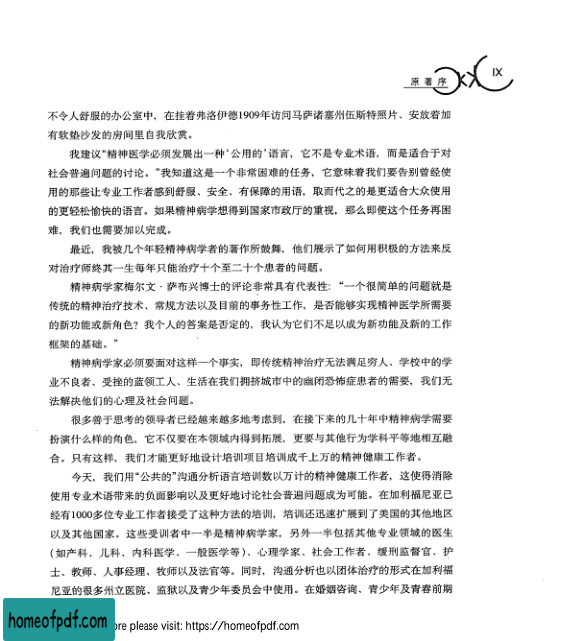 原著序
IX
不令人舒服的办公室中，在挂着弗洛伊德1909年访问马萨诸塞州伍斯特照片、安放着加
有软垫沙发的房间里自我欣赏。
我建议“精神医学必须发展出一种‘公用的’语言，它不是专业术语，而是适合于对
社会普遍问题的讨论。”我知道这是一个非常困难的任务，它意味着我们要告别曾经使
用的那些让专业工作者感到舒服、安全、有保障的用语，取而代之的是更适合大众使用
的更轻松愉快的语言。如果精神病学想得到国家市政厅的重视，那么即使这个任务再困
难，我们也需要加以完成。
最近，我被几个年轻精神病学者的著作所鼓舞，他们展示了如何用积极的方法来反
对治疗师终其一生每年只能治疗十个至二十个患者的问题。
精神病学家梅尔文·萨布兴博士的评论非常具有代表性：“一个很简单的问题就是
传统的精神治疗技术、常规方法以及目前的事务性工作，是否能够实现精神医学所需要
的新功能或新角色？我个人的答案是否定的，我认为它们不足以成为新功能及新的工作
框架的基础。”
精神病学家必须要面对这样一个事实，即传统精神治疗无法满足穷人、学校中的学
业不良者、受挫的蓝领工人、生活在我们拥挤城市中的幽闭恐怖症患者的需要，我们无
法解决他们的心理及社会问题。
很多善于思考的领导者已经越来越多地考虑到，在接下来的几十年中精神病学需要
扮演什么样的角色，它不仅要在本领域内得到拓展，更要与其他行为学科平等地相互融
合。只有这样，我们才能更好地设计培训项目培训成千上万的精神健康工作者。
今天，我们用“公共的”沟通分析语言培训数以万计的精神健康工作者，这使得消除
使用专业术语带来的负面影响以及更好地讨论社会普遍问题成为可能。在加利福尼亚已
经有1000多位专业工作者接受了这种方法的培训，培训还迅速扩展到了美国的其他地区
以及其他国家。这些受训者中一半是精神病学家，另外一半包括其他专业领域的医生
（如产科、儿科、内科医学、一般医学等）、心理学家、社会工作者、缓刑监督官、护
士、教师、人事经理、牧师以及法官等。同时，沟通分析也以团体治疗的形式在加利福
尼亚的很多州立医院、监狱以及青少年委员会中使用。在婚姻咨询、青少年及青春前期
homeofpdf.com
ore please visit: https://homeofpdf.com